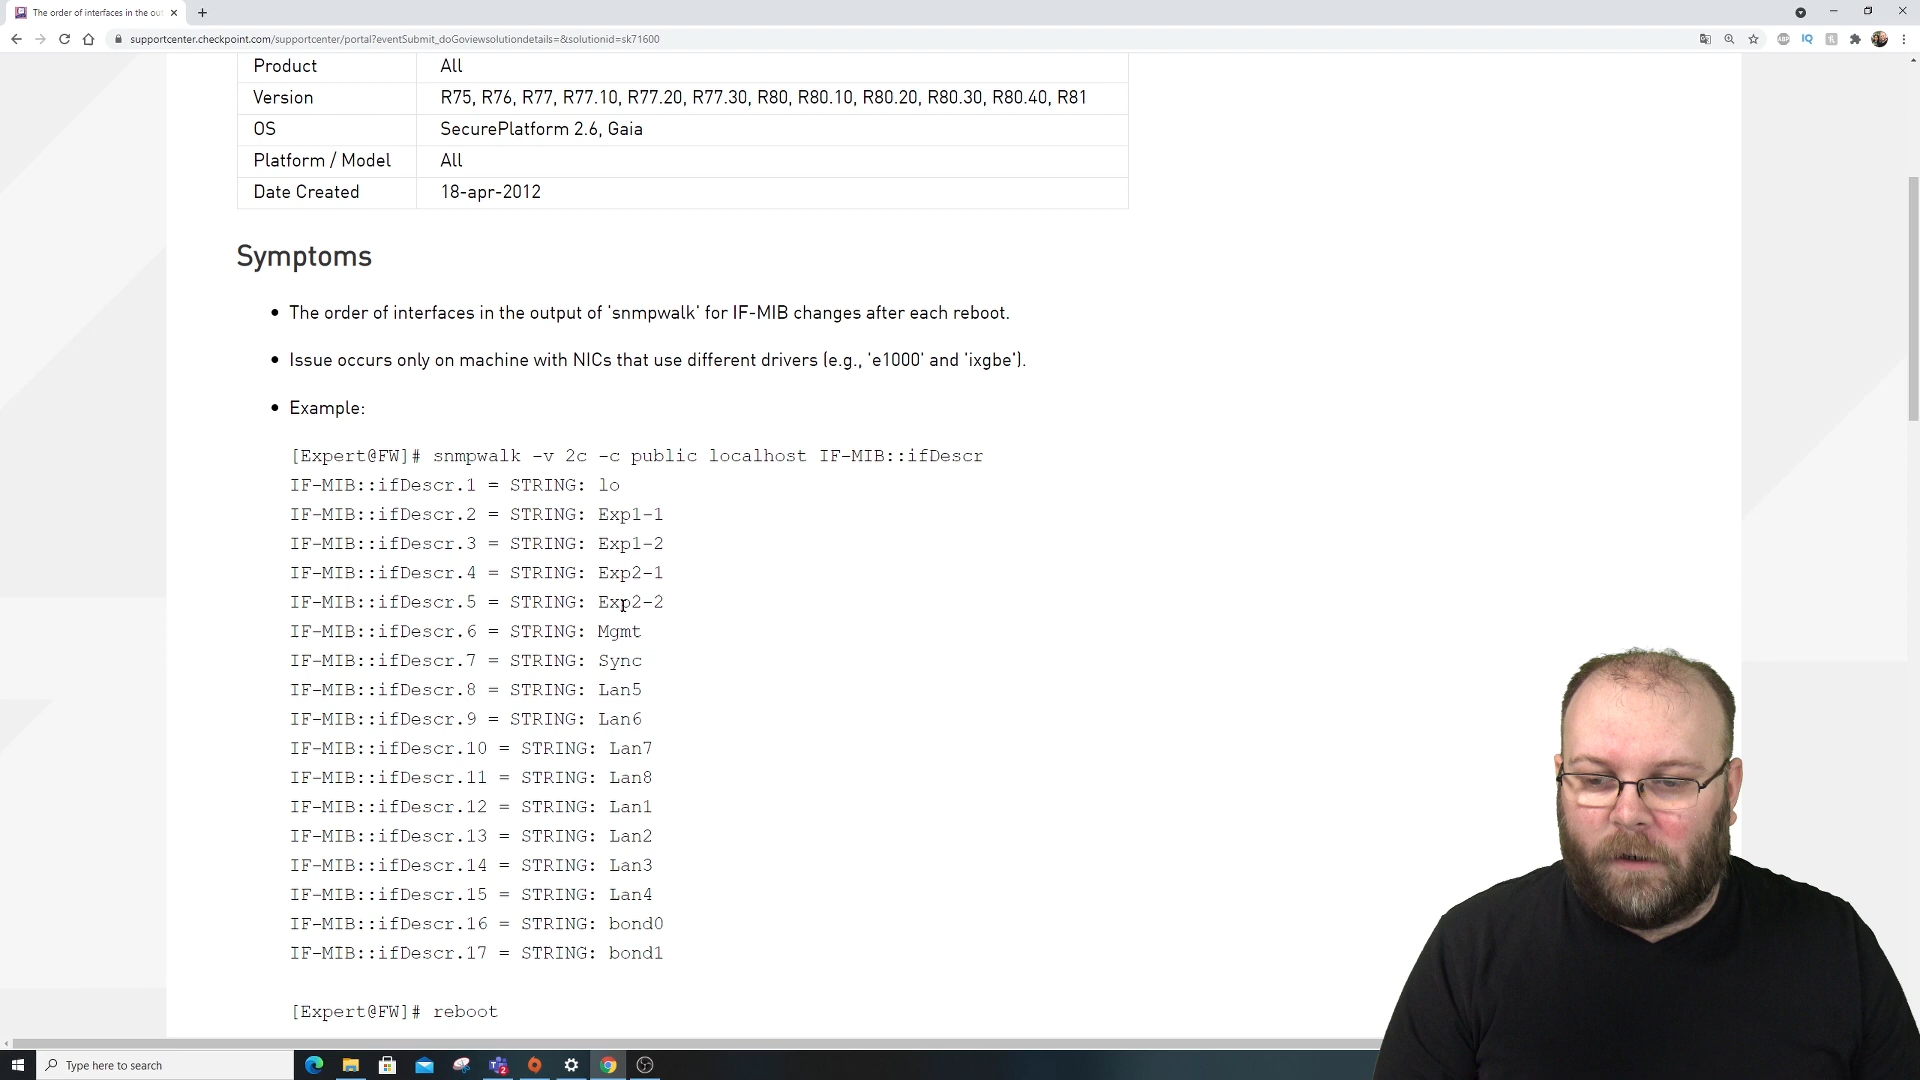 The order of interfaces in the ou
supportcenter.checkpoint.com/supportcenter/portal?eventSubmit_doGoviewsolutiondetails=&solutionid=sk71600
ABP
IQ
Product All
Version R75, R76, R77, R77.10, R77.20, R77.30, R80, R80.10, R80.20, R80.30, R80.40, R81
OS SecurePlatform 2.6, Gaia
Platform / Model All
Date Created 18-apr-2012
Symptoms
• The order of interfaces in the output of 'snmpwalk' for IF-MIB changes after each reboot.
• Issue occurs only on machine with NICs that use different drivers (e.g., 'e1000' and 'ixgbe').
• Example:
[Expert@FW]# snmpwalk -v 2c -c public localhost IF-MIB::ifDescr
IF-MIB::ifDescr.1 = STRING: lo
IF-MIB::ifDescr.2 = STRING: Exp1-1
IF-MIB::ifDescr.3 = STRING: Exp1-2
IF-MIB::ifDescr.4 = STRING: Exp2-1
IF-MIB::ifDescr.5 = STRING: Exp2-2
IF-MIB::ifDescr.6 = STRING: Mgmt
IF-MIB::ifDescr.7 = STRING: Sync
IF-MIB::ifDescr.8 = STRING: Lan5
IF-MIB::ifDescr.9 = STRING: Lan6
IF-MIB::ifDescr.10 = STRING: Lan7
IF-MIB::ifDescr.11 = STRING: Lan8
IF-MIB::ifDescr.12 = STRING: Lan1
IF-MIB::ifDescr.13 = STRING: Lan2
IF-MIB::ifDescr.14 = STRING: Lan3
IF-MIB::ifDescr.15 = STRING: Lan4
IF-MIB::ifDescr.16 = STRING: bond0
IF-MIB::ifDescr.17 = STRING: bond1
[Expert@FW]# reboot
Type here to search
2